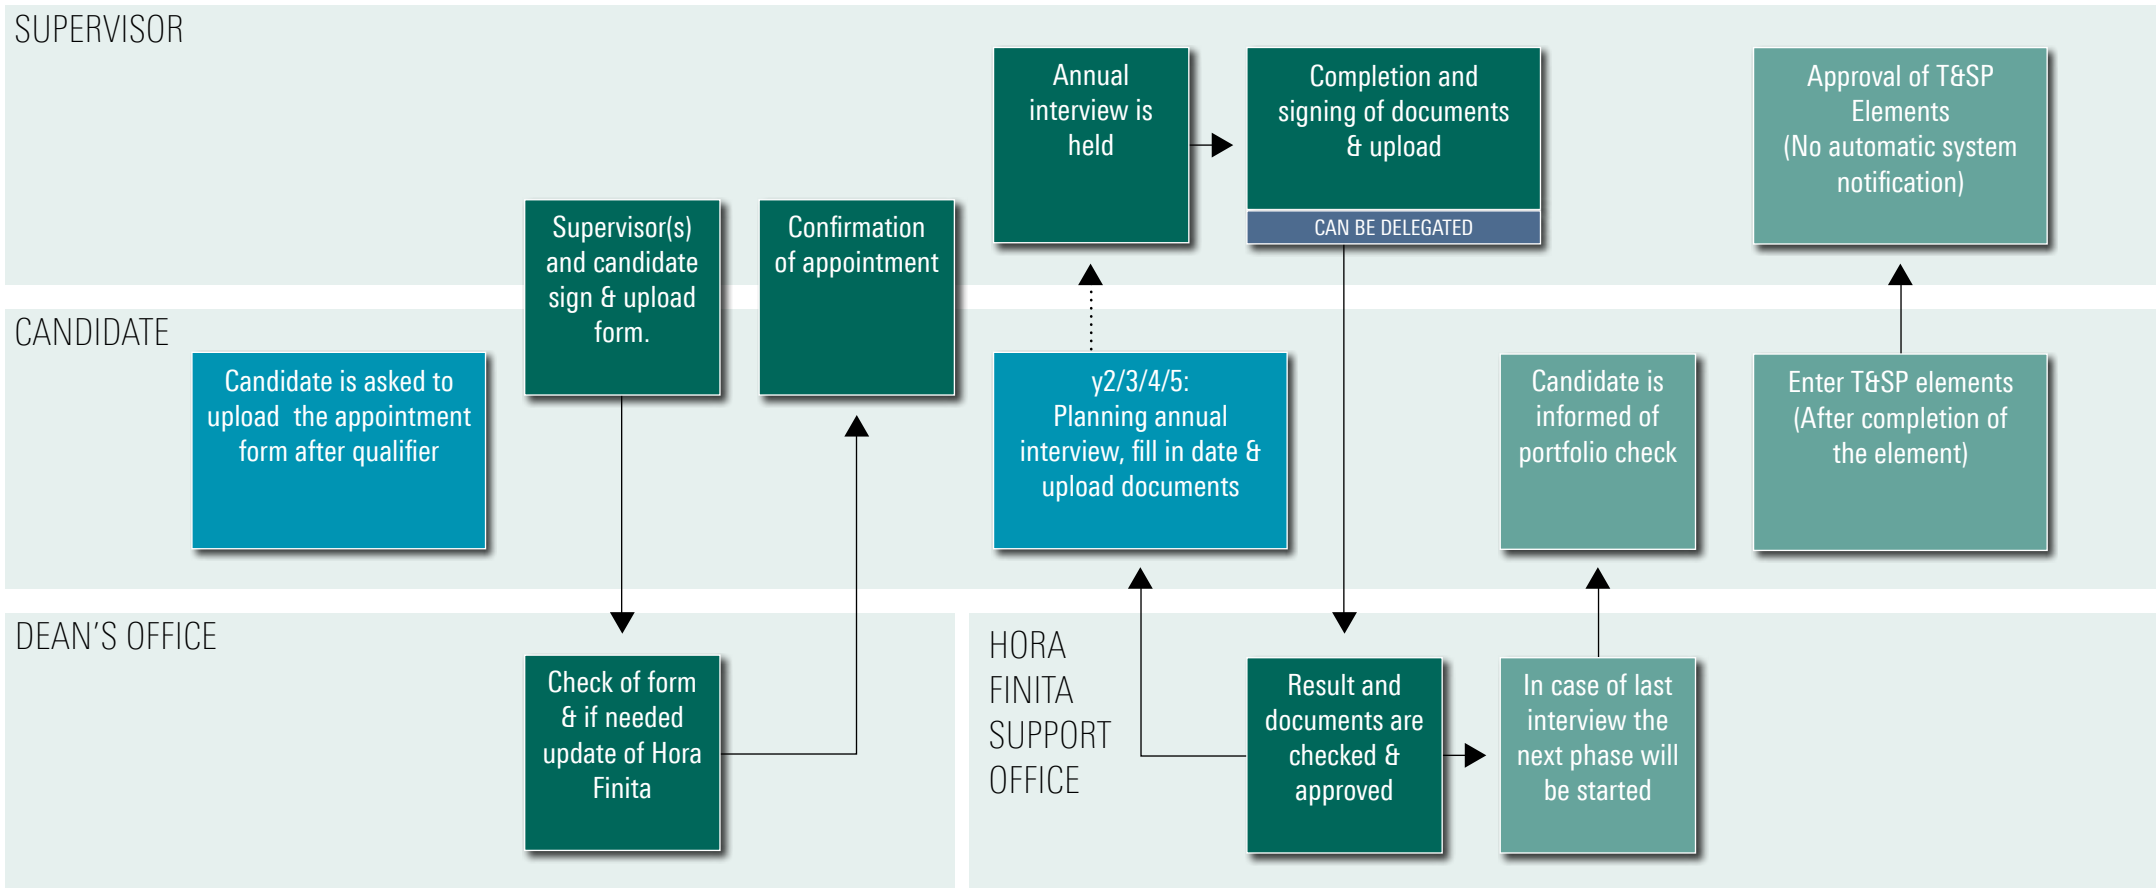 SUPERVISOR
Annual
interview is
held
Completion and
signing of documents
& upload
CAN BE DELEGATED
Approval of T&SP
Elements
(No automatic system
notification)
Supervisor(s)
and candidate
sign & upload
form.
Confirmation
of appointment
CANDIDATE
Candidate is asked to
upload the appointment
form after qualifier
y2/3/4/5:
Planning annual
interview, fill in date &
upload documents
Candidate is
informed of
portfolio check
Enter T&SP elements
(After completion of
the element)
DEAN'S OFFICE
Check of form
& if needed
update of Hora
Finita
HORA
FINITA
SUPPORT
OFFICE
Result and
documents are
checked &
approved
In case of last
interview the
next phase will
be started